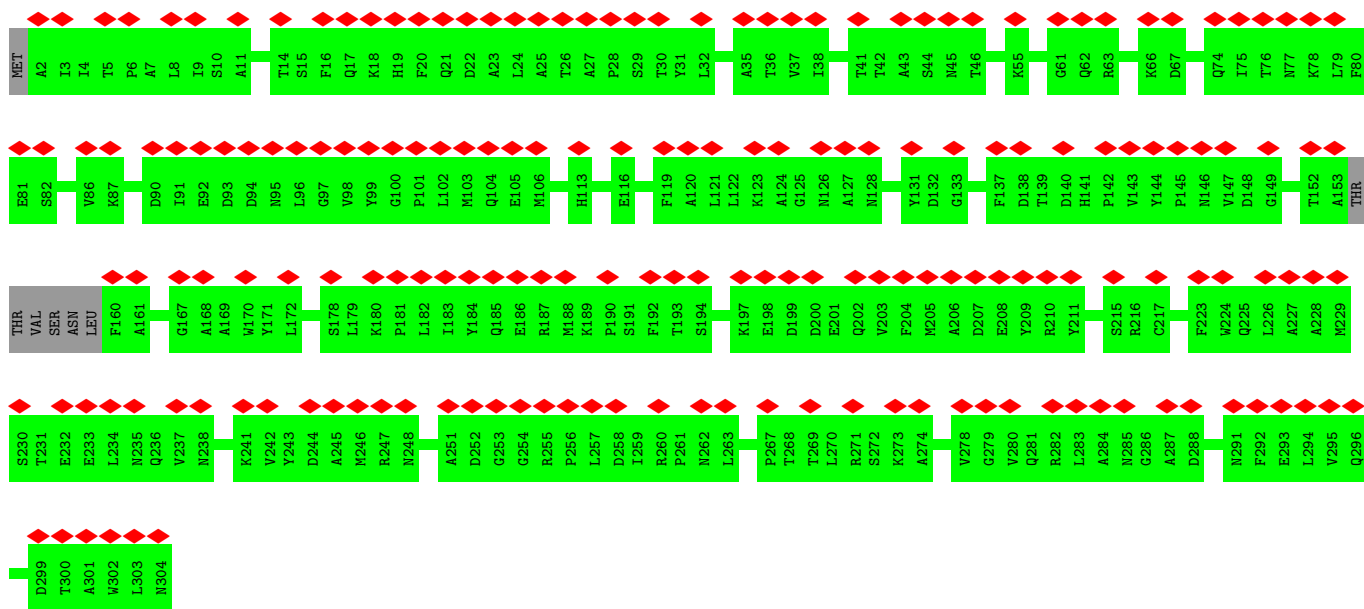 MET A2 I3 I4 T5 P6 A7 L8 I9 S10 A11 T14 S15 F16 Q17 K18 H19 F20 Q21 D22 A23 L24 A25 T26 A27 P28 S29 T30 Y31 L32 A35 T36 V37 I38 T41 T42 A43 S44 N45 T46 K55 G61 Q62 R63 K66 D67 Q74 I75 T76 N77 K78 L79 F80
E81 S82 V86 K87 D90 I91 E92 D93 D94 N95 L96 G97 V98 Y99 G100 P101 L102 M103 Q104 E105 M106 H113 E116 F119 A120 L121 L122 K123 A124 G125 N126 A127 N128 Y131 D132 G133 F137 D138 T139 D140 H141 P142 V143 Y144 P145 N146 V147 D148 G149 T152 A153 THR
THR VAL SER ASN LEU F160 A161 G167 A168 A169 W170 Y171 L172 S178 L179 K180 P181 L182 I183 Y184 Q185 E186 R187 M188 K189 P190 S191 F192 T193 S194 K197 E198 D199 D200 E201 Q202 V203 F204 M205 A206 D207 E208 Y209 R210 Y211 S215 R216 C217 F223 W224 Q225 L226 A227 A228 M229
S230 T231 E232 E233 L234 N235 Q236 V237 N238 K241 V242 Y243 D244 A245 M246 R247 N248 A251 D252 G253 G254 R255 P256 L257 D258 I259 R260 P261 N262 L263 P267 T268 T269 L270 R271 S272 K273 A274 V278 G279 V280 Q281 R282 L283 A284 N285 G286 A287 D288 N291 F292 E293 L294 V295 Q296
D299 T300 A301 W302 L303 N304